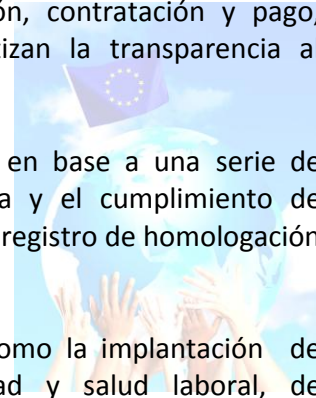 ón, contratación y pago,
tizan la transparencia a
en base a una serie de
a y el cumplimiento de
registro de homologación
omo la implantación de
ad y salud laboral, de